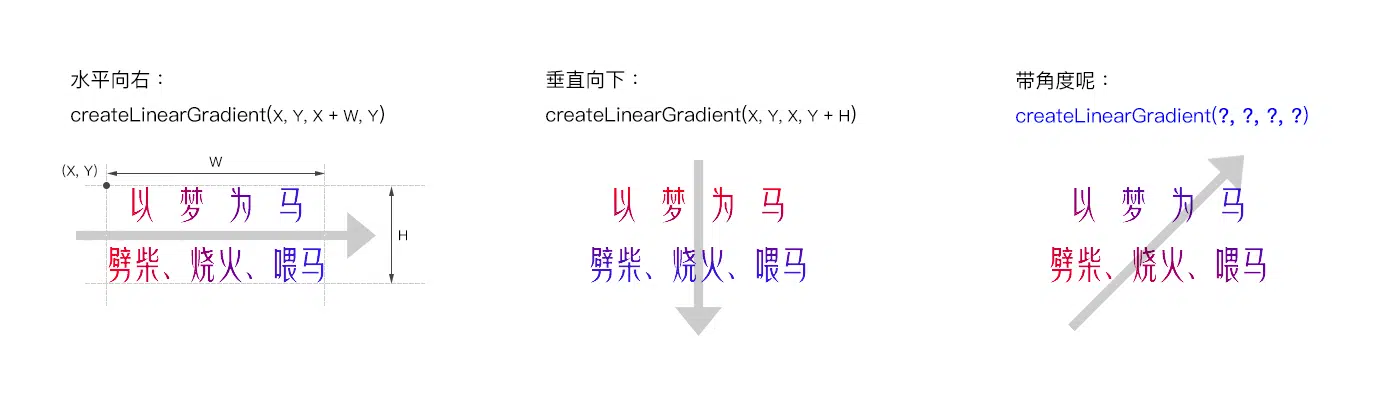 水平向右：
createLinearGradient(X, Y, X + W, Y)
(X, Y)
W
H
以 梦 为 马
劈柴、烧火、喂马
垂直向下：
createLinearGradient(X, Y, X, Y + H)
以 梦 为 马
劈柴、烧火、喂马
带角度呢：
createLinearGradient(?, ?, ?, ?)
以 梦 为 马
劈柴、烧火、喂马